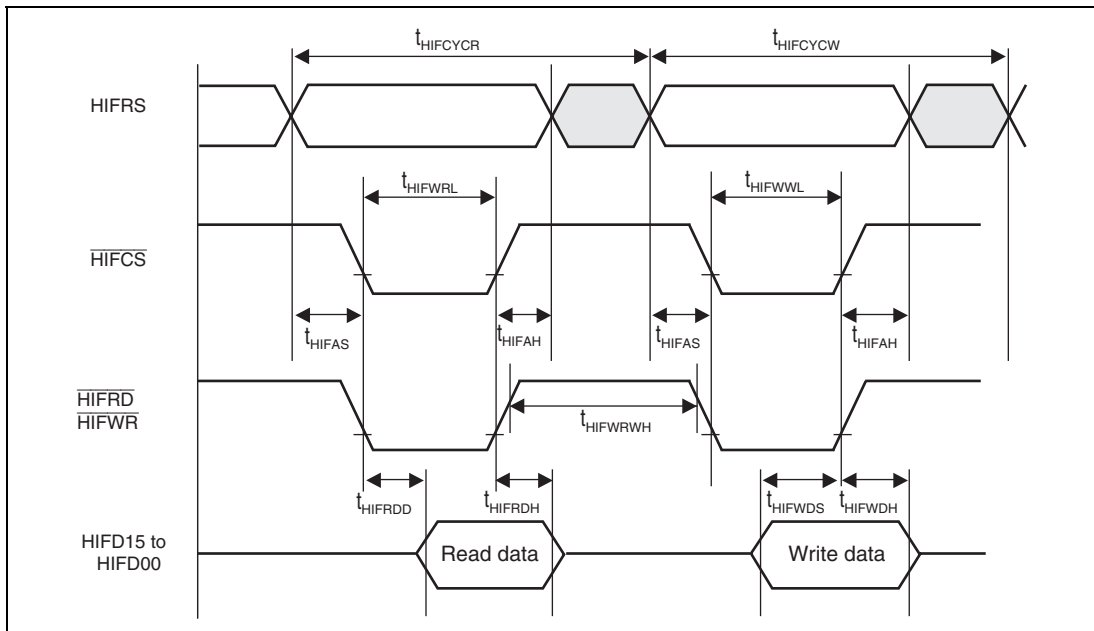 tHIFCYCR tHIFCYCW
HIFRS
tHIFWRL tHIFWWL
HIFCS
tHIFAS tHIFAH tHIFAS tHIFAH
HIFRD
HIFWR
tHIFWRWH
tHIFRDD tHIFRDH tHIFWDS tHIFWDH
HIFD15 to
HIFD00
Read data Write data